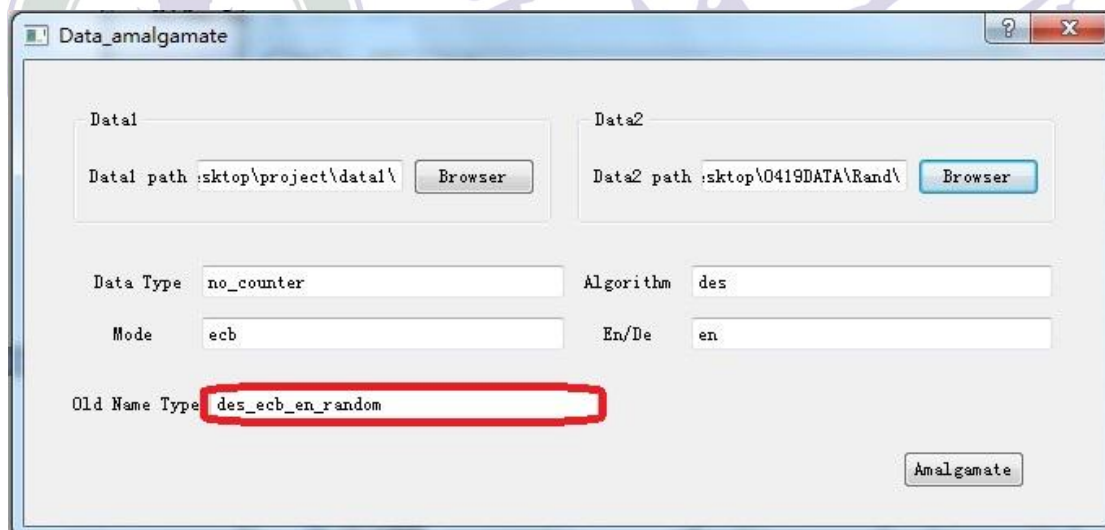 Data_amalgamate
Data1
Data2
Data1 path sktop\project\data1\ Browser
Data2 path sktop\0419DATA\Rand\ Browser
Data Type no_counter
Algorithm des
Mode ecb
En/De en
Old Name Type des_ecb_en_random
Amalgamate